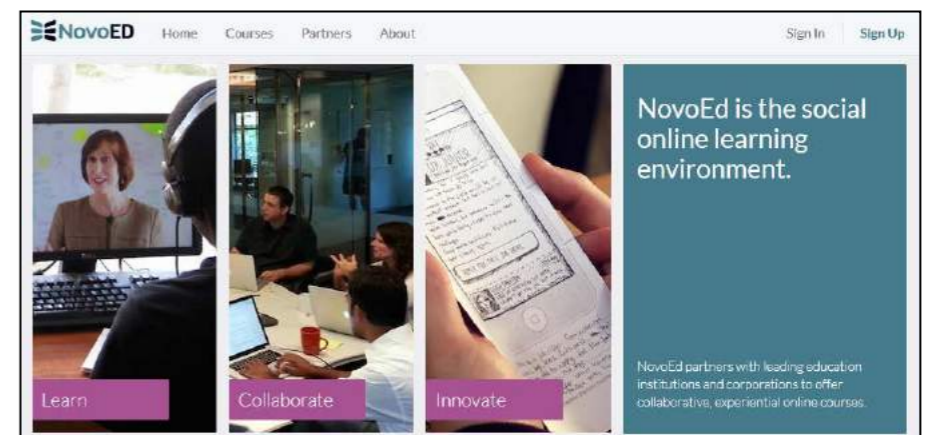 NovoED Home Courses Partners About Sign In Sign Up
Learn
Collaborate
Innovate
NovoEd is the social
online learning
environment.
NovoEd partners with leading education
institutions and corporations to offer
collaborative, experiential online courses.